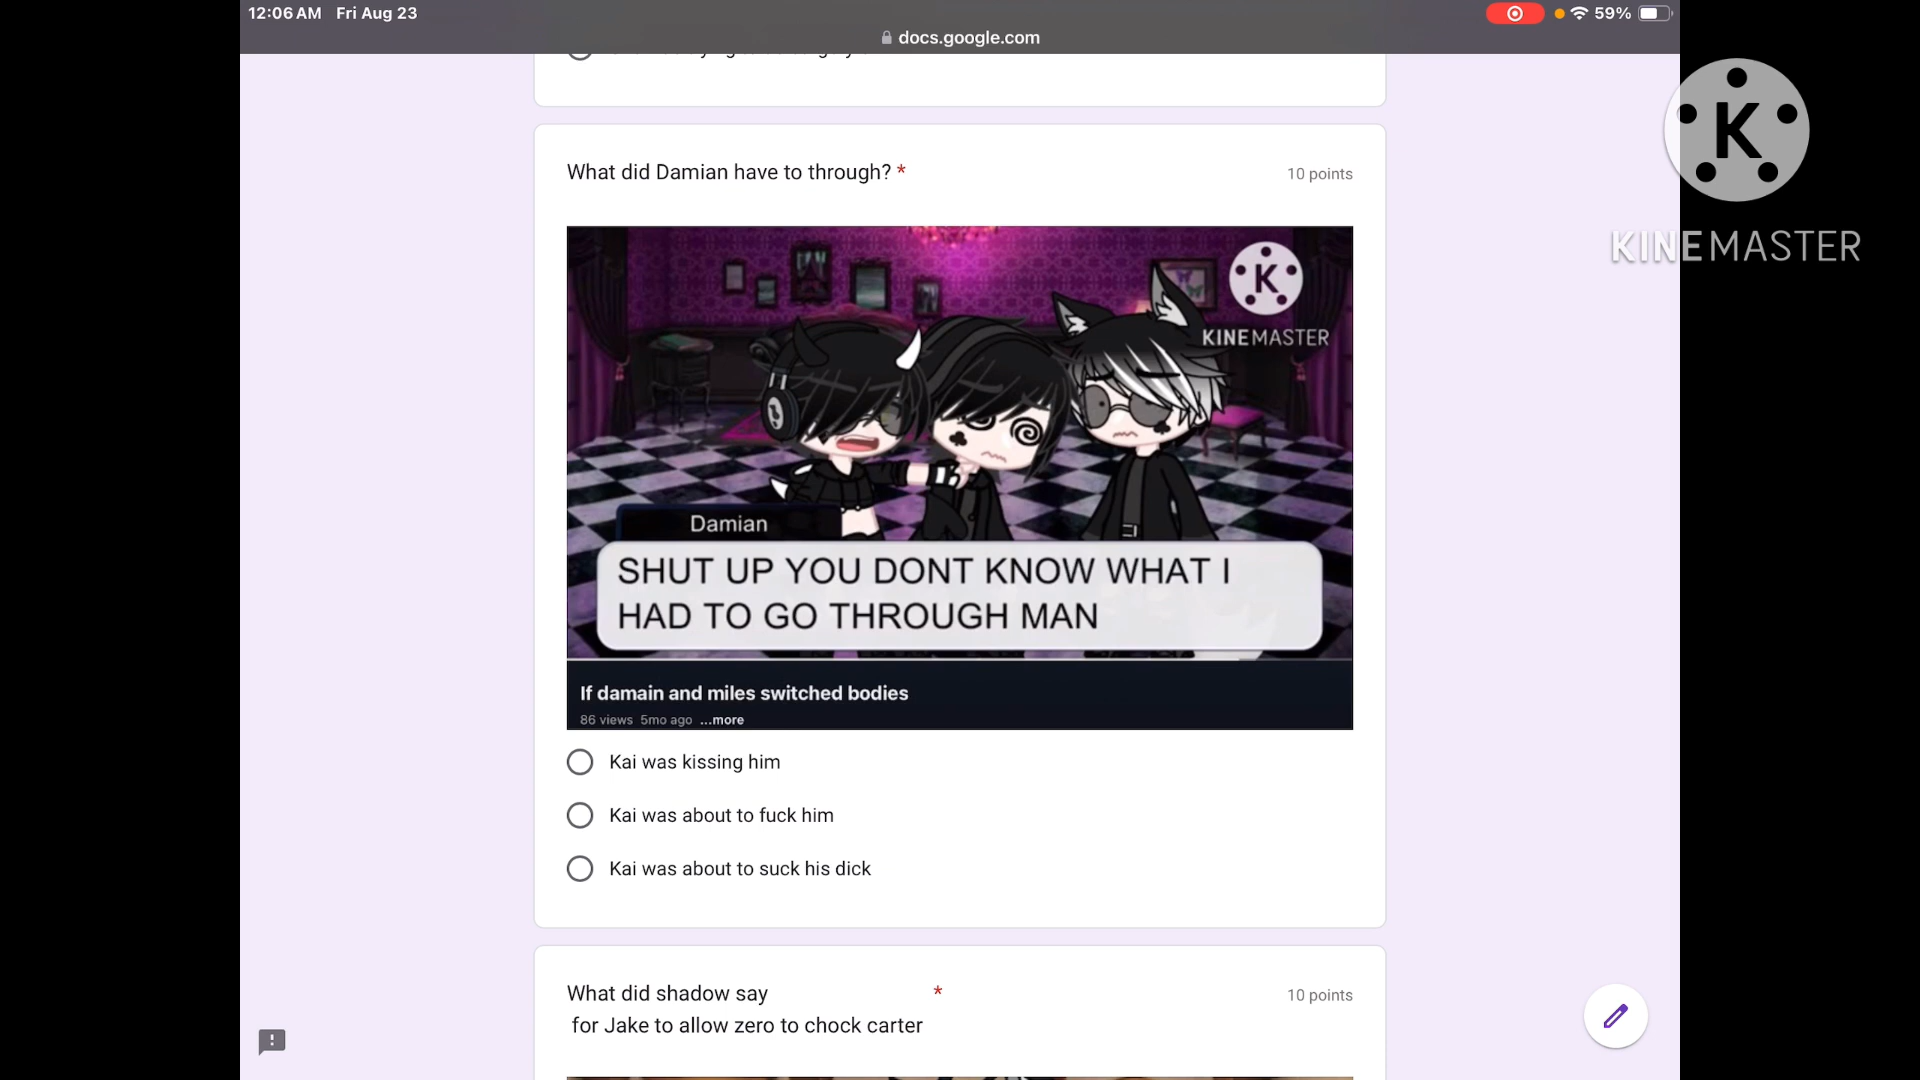 12:06 AM Fri Aug 23
59%
docs.google.com
What did Damian have to through? *
10 points
K
KINEMASTER
K
KINEMASTER
Damian
SHUT UP YOU DONT KNOW WHAT I
HAD TO GO THROUGH MAN
If damain and miles switched bodies
86 views 5mo ago ...more
Kai was kissing him
Kai was about to fuck him
Kai was about to suck his dick
What did shadow say *
10 points
for Jake to allow zero to chock carter